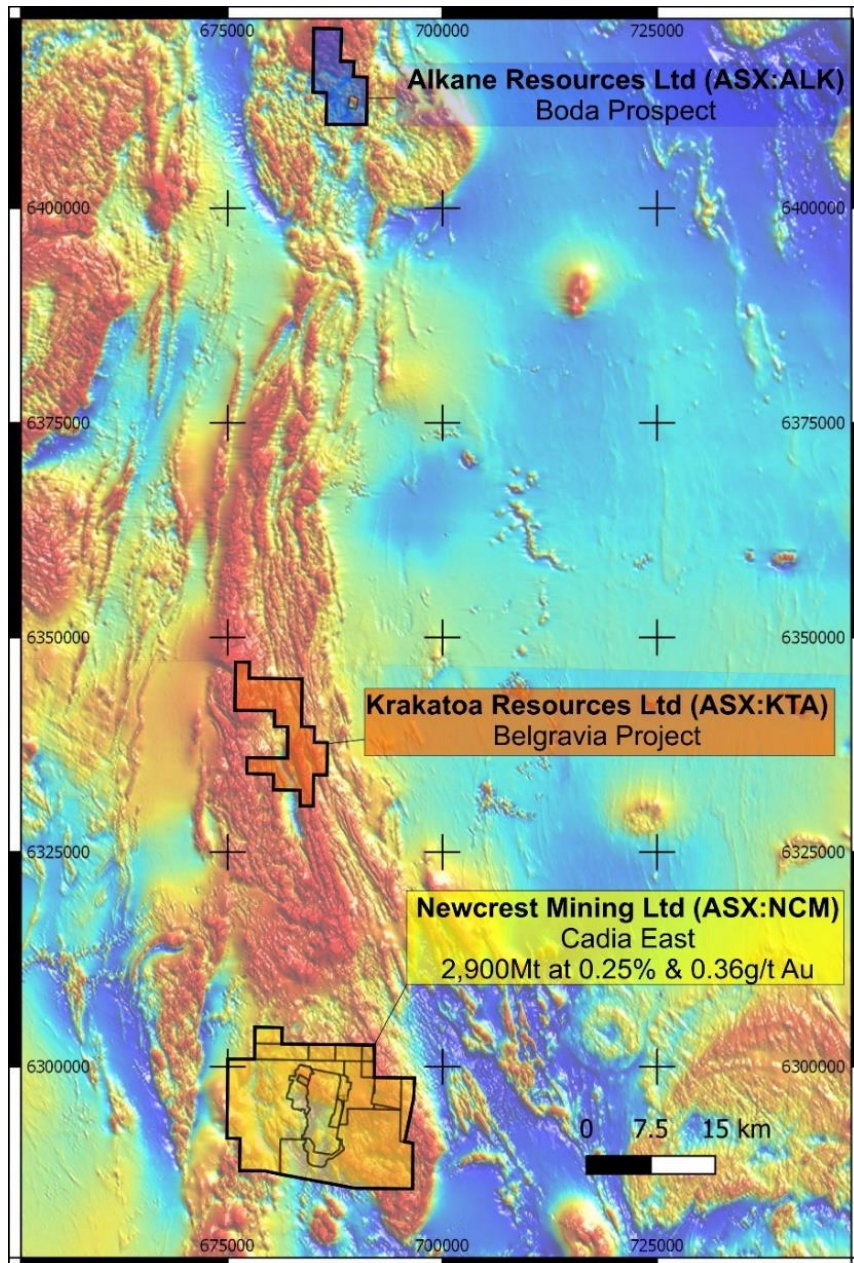 675000 700000 725000
Alkane Resources Ltd (ASX:ALK)
Boda Prospect
6400000 6400000
6375000 6375000
6350000 6350000
Krakatoa Resources Ltd (ASX:KTA)
Belgravia Project
6325000 6325000
Newcrest Mining Ltd (ASX:NCM)
Cadia East
2,900Mt at 0.25% & 0.36g/t Au
6300000 6300000
0 7.5 15 km
675000 700000 725000